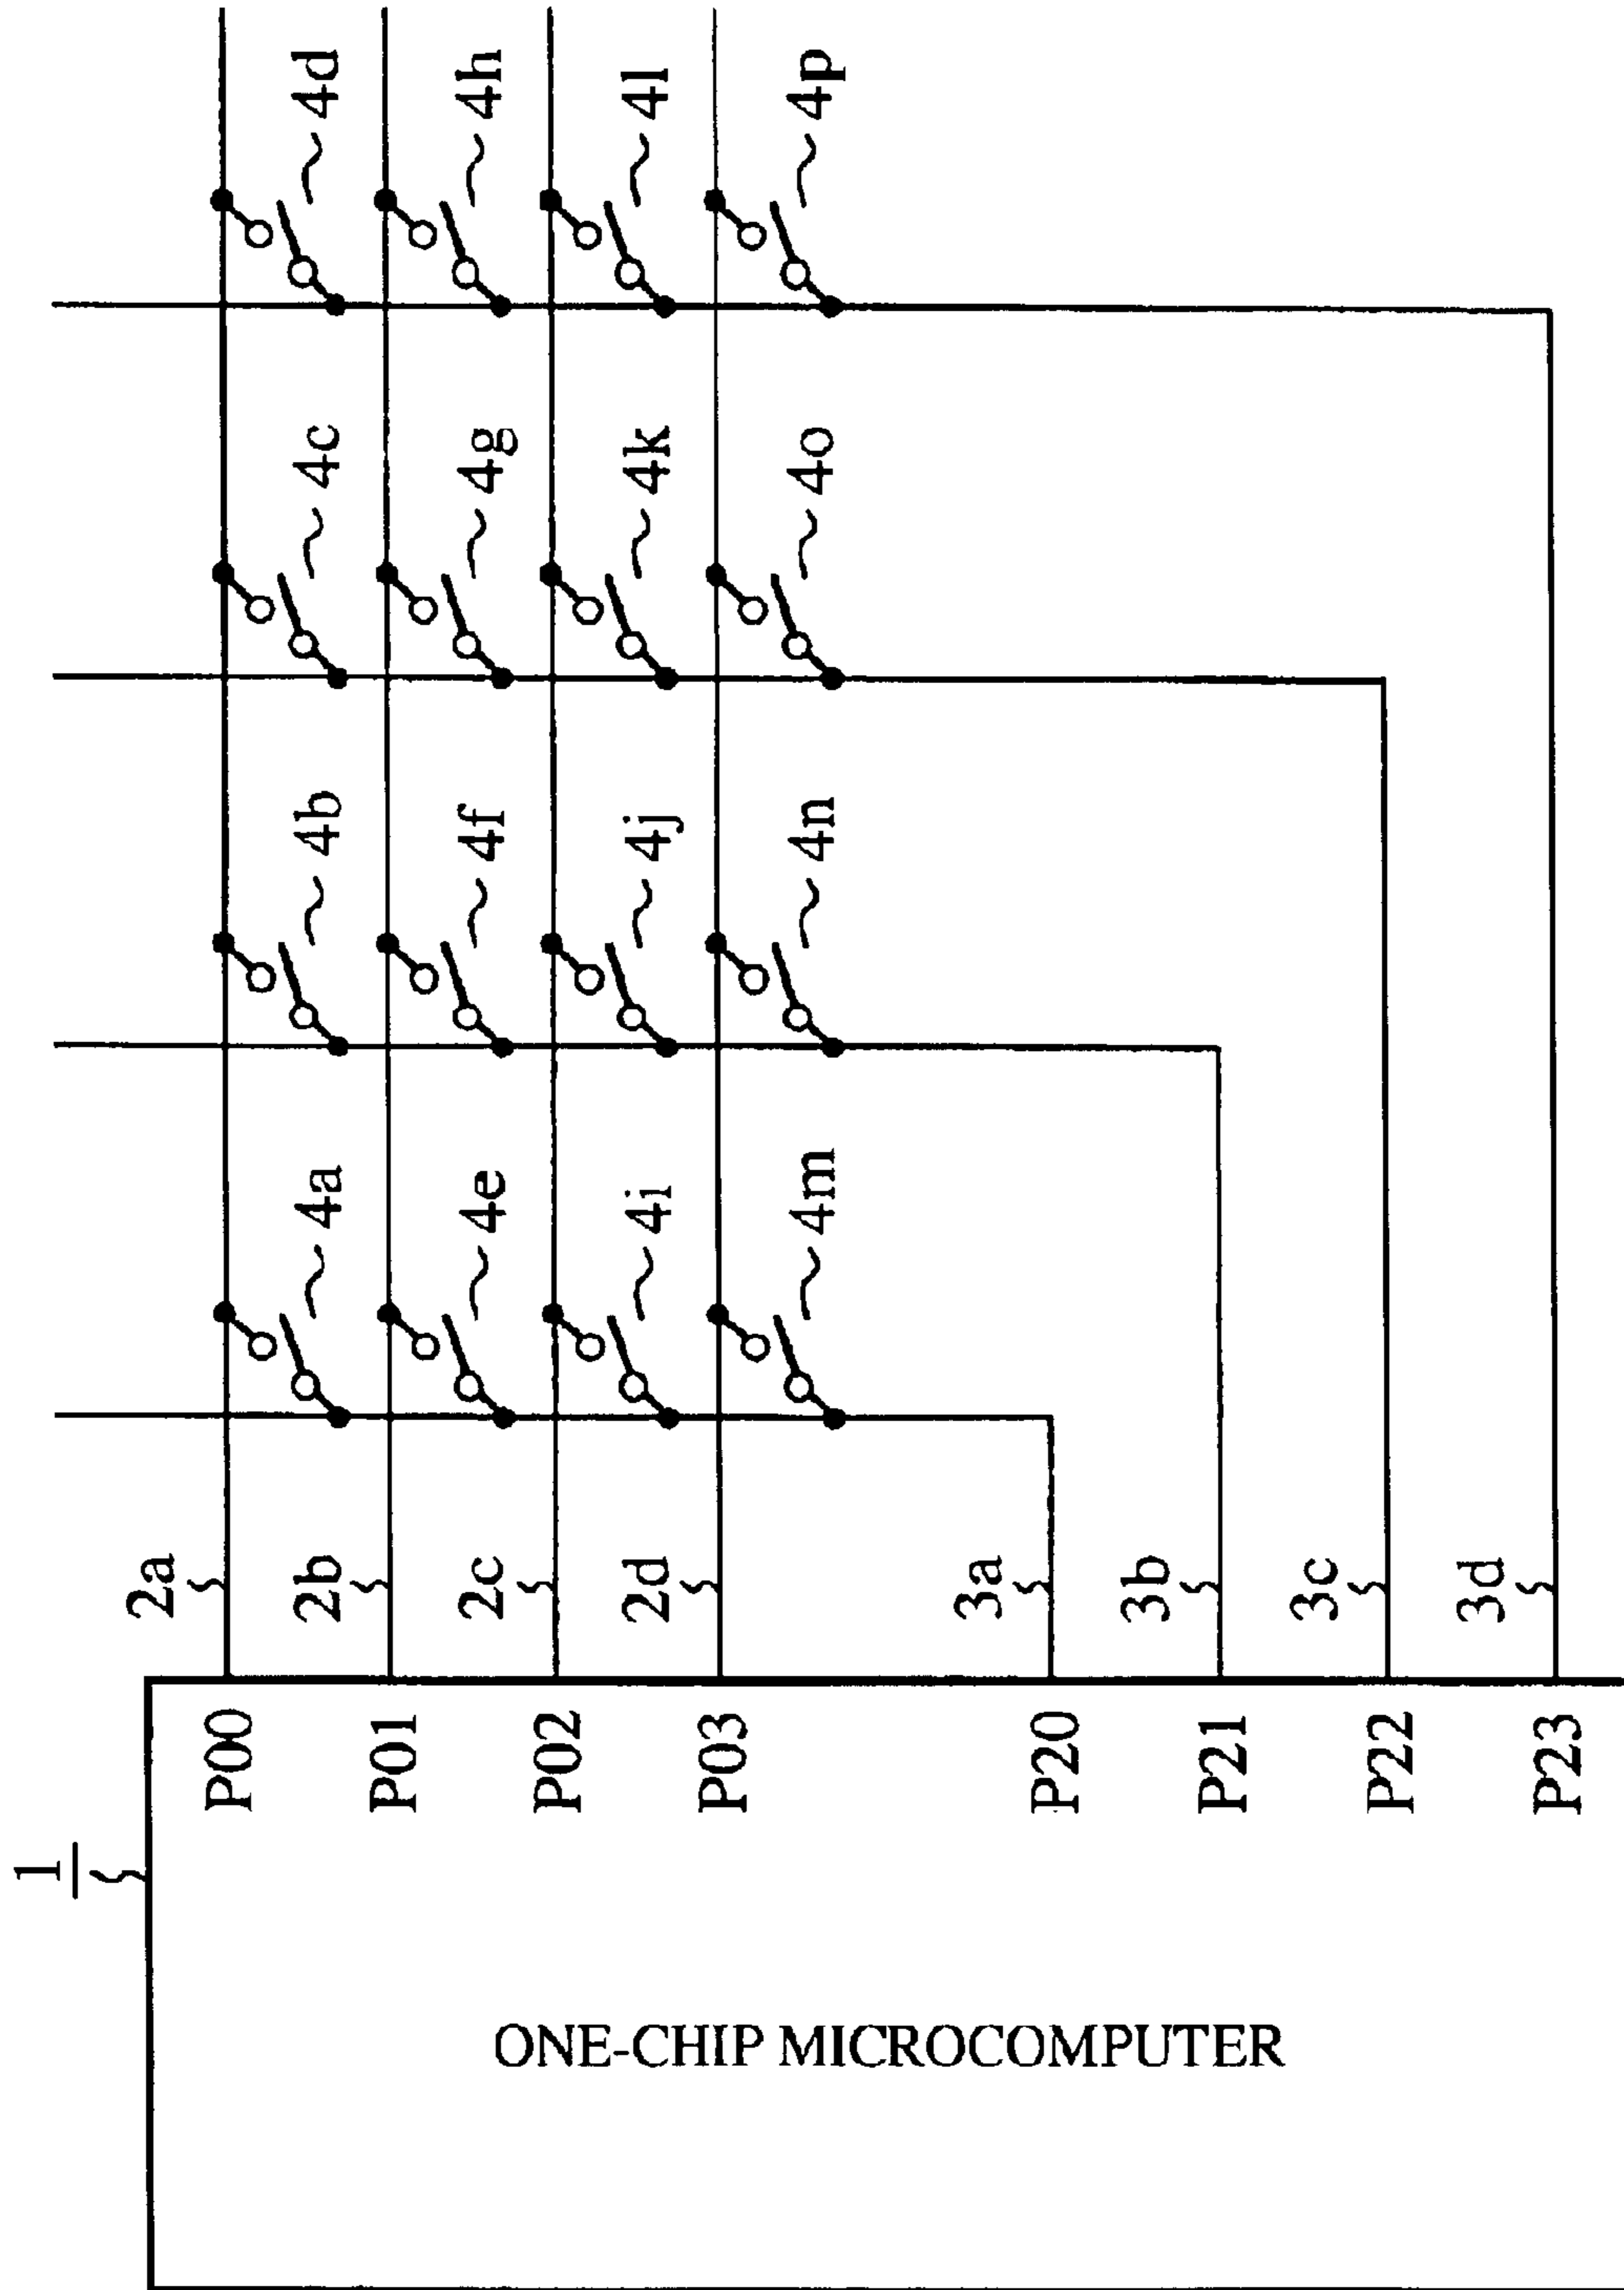 1
ONE-CHIP MICROCOMPUTER
P00
2a
4a
4b
4c
4d
P01
2b
4e
4f
4g
4h
P02
2c
4i
4j
4k
4l
P03
2d
4m
4n
4o
4p
P20
3a
P21
3b
P22
3c
P23
3d